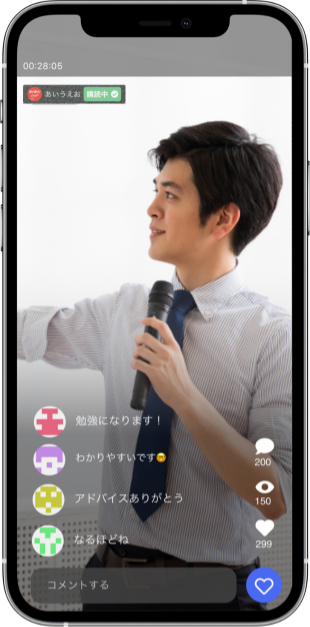 00:28:05
あいうえお 購読中
勉強になります！
わかりやすいです🤓
アドバイスありがとう
なるほどね
200
150
299
コメントする